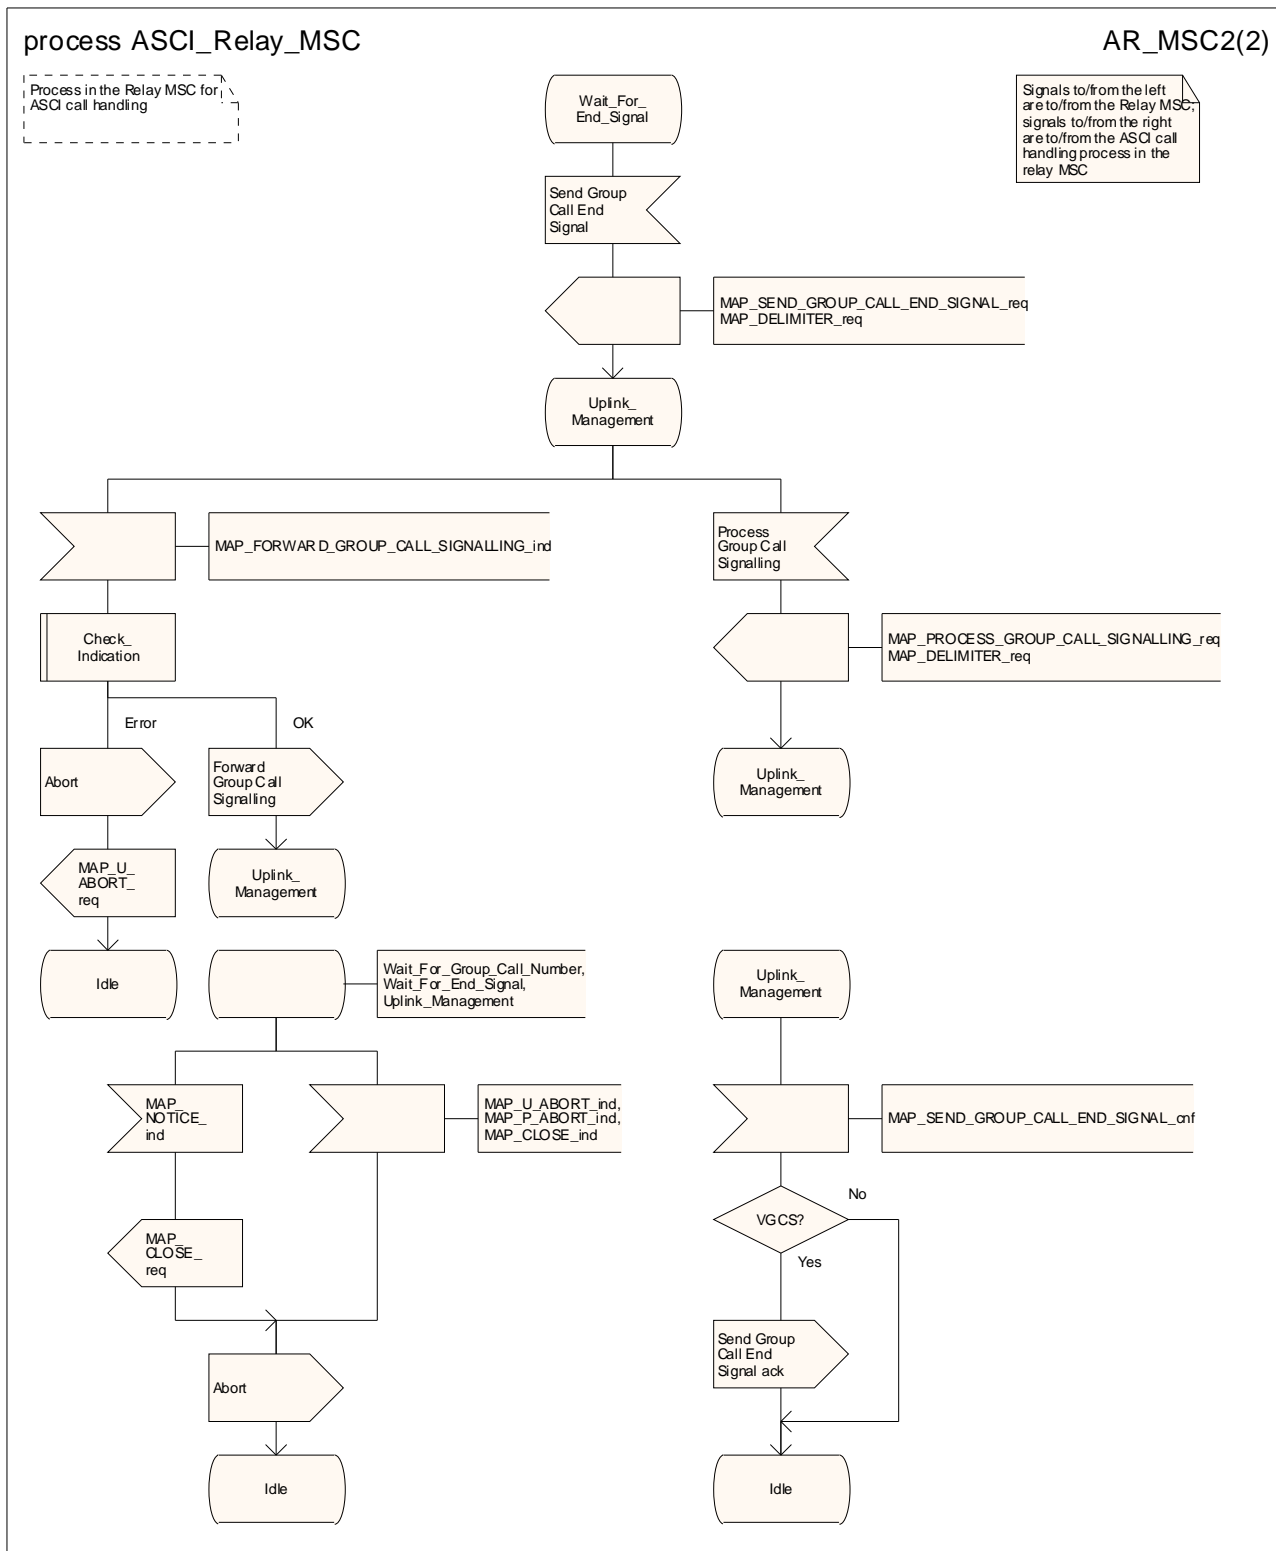 process ASCI_Relay_MSC
AR_MSC2(2)
Process in the Relay MSC for
ASCI call handling
Signals to/from the left
are to/from the Relay MSC;
signals to/from the right
are to/from the ASCI call
handling process in the
relay MSC
Wait_For_
End_Signal
Send Group
Call End
Signal
MAP_SEND_GROUP_CALL_END_SIGNAL_req
MAP_DELIMITER_req
Uplink_
Management
MAP_FORWARD_GROUP_CALL_SIGNALLING_ind
Process
Group Call
Signalling
Check_
Indication
MAP_PROCESS_GROUP_CALL_SIGNALLING_req
MAP_DELIMITER_req
Error
OK
Abort
Forward
Group Call
Signalling
Uplink_
Management
MAP_U_
ABORT_
req
Uplink_
Management
Idle
Wait_For_Group_Call_Number,
Wait_For_End_Signal,
Uplink_Management
Uplink_
Management
MAP_
NOTICE_
ind
MAP_U_ABORT_ind,
MAP_P_ABORT_ind,
MAP_CLOSE_ind
MAP_SEND_GROUP_CALL_END_SIGNAL_cnf
No
VGCS?
Yes
MAP_
CLOSE_
req
Send Group
Call End
Signal ack
Abort
Idle
Idle